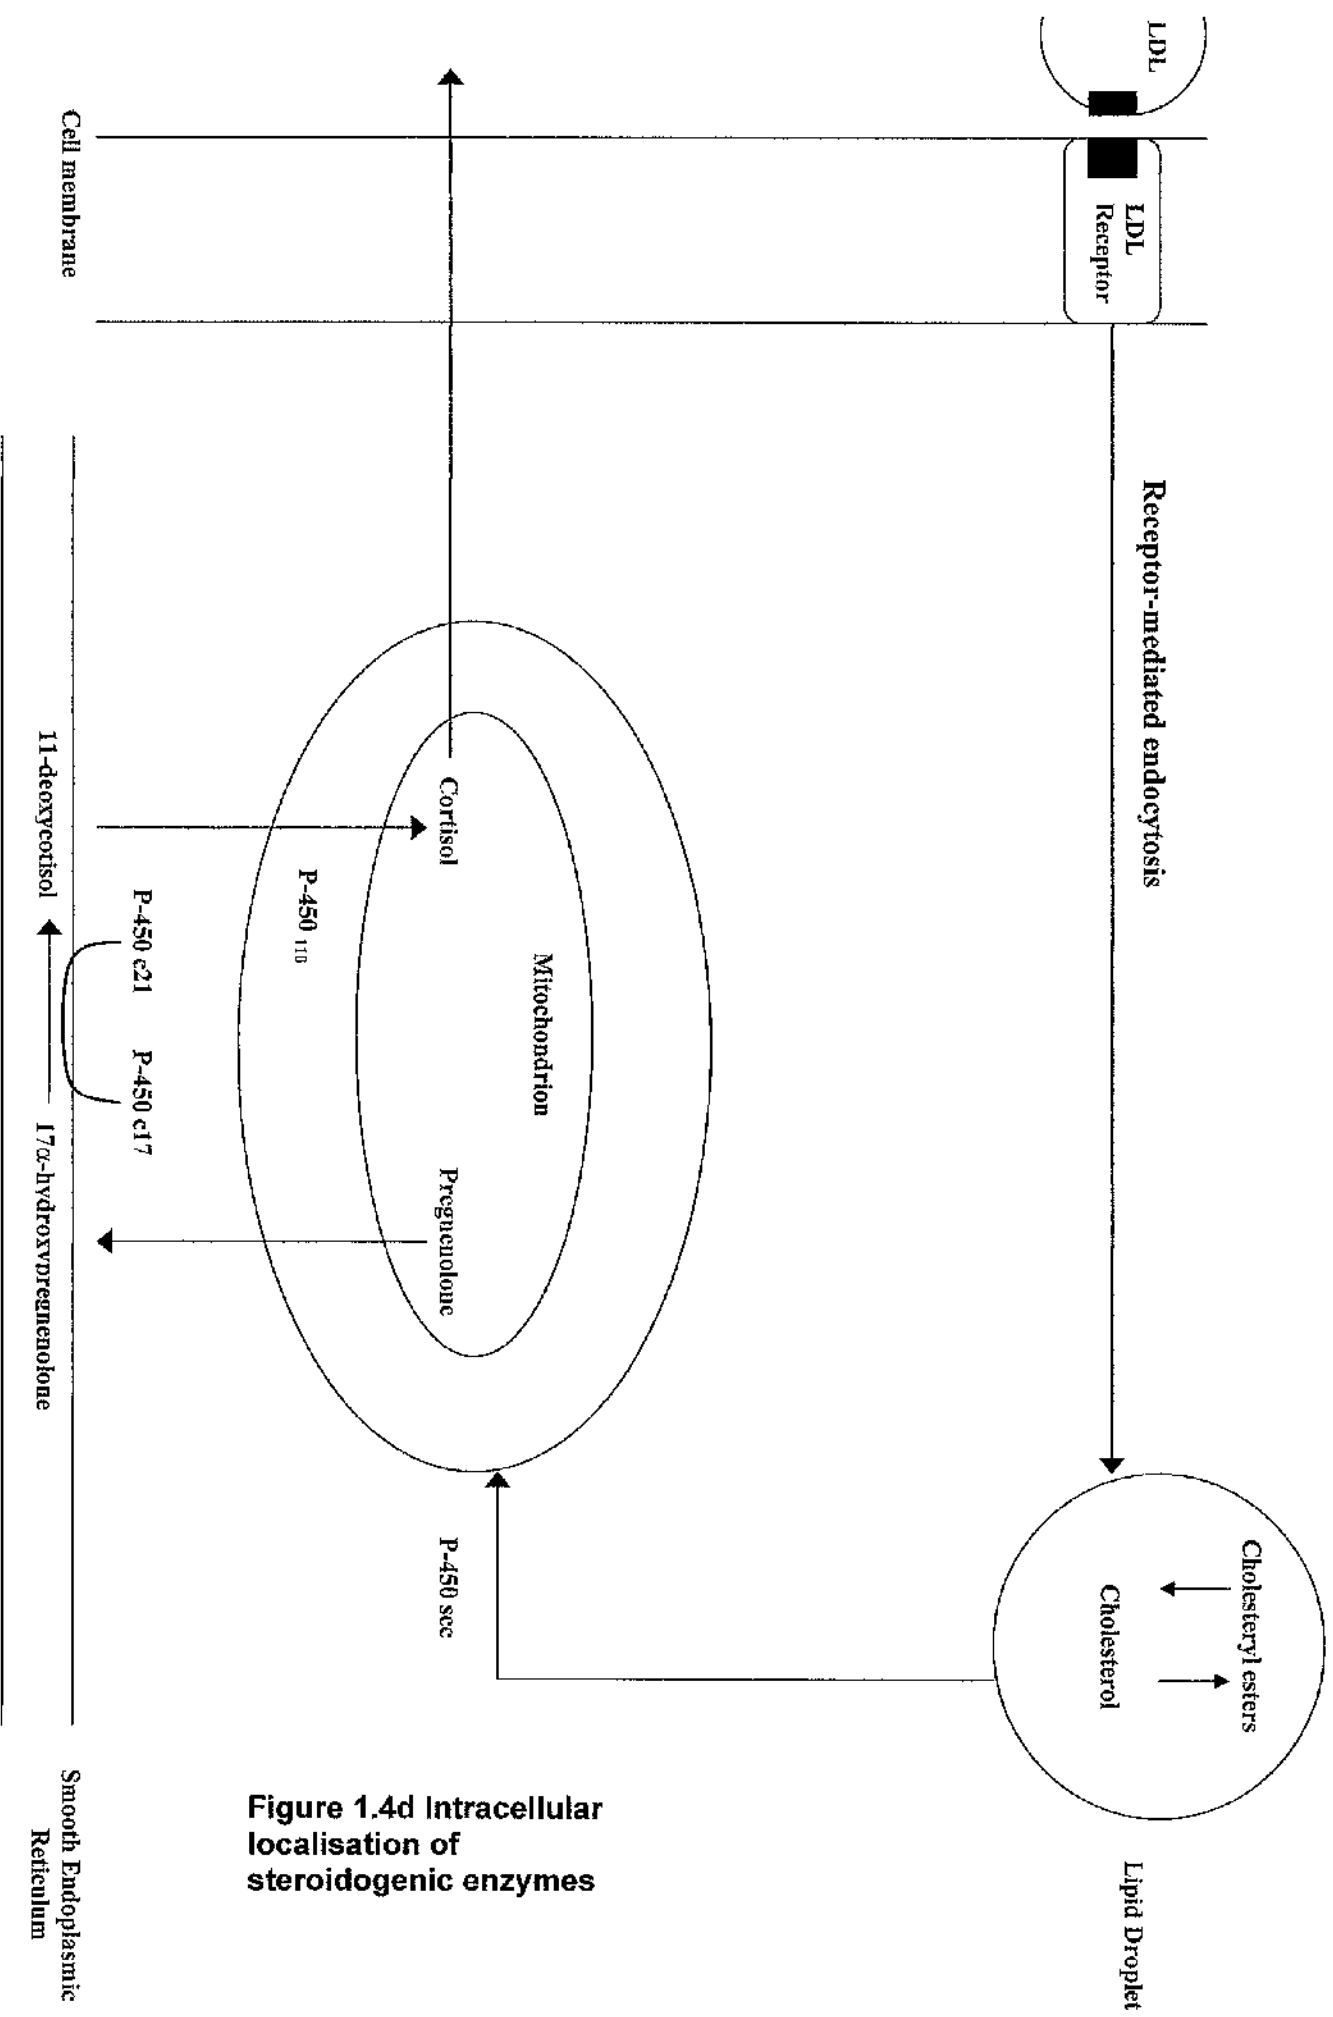 LDL
LDL
Receptor
Receptor-mediated endocytosis
Cholesteryl esters
Cholesterol
Lipid Droplet
P-450 scc
Mitochondrion
Cortisol
Pregnenolone
P-450 11β
P-450 c21
P-450 c17
11-deoxycotisol
17α-hydroxypregnenolone
Cell membrane
Smooth Endoplasmic
Reticulum
Figure 1.4d Intracellular
localisation of
steroidogenic enzymes